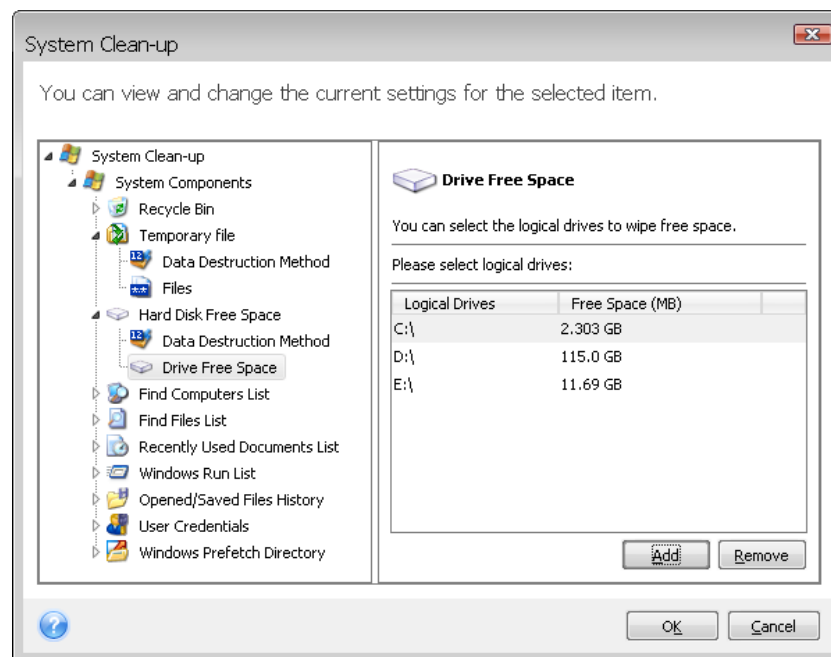 System Clean-up
You can view and change the current settings for the selected item.
System Clean-up
System Components
Recycle Bin
Temporary file
Data Destruction Method
Files
Hard Disk Free Space
Data Destruction Method
Drive Free Space
Find Computers List
Find Files List
Recently Used Documents List
Windows Run List
Opened/Saved Files History
User Credentials
Windows Prefetch Directory
Drive Free Space
You can select the logical drives to wipe free space.
Please select logical drives:
Logical Drives Free Space (MB)
C:\ 2.303 GB
D:\ 115.0 GB
E:\ 11.69 GB
Add Remove
OK Cancel